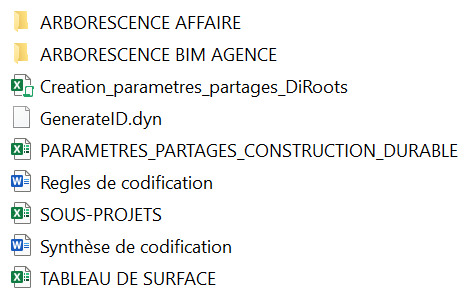 ARBORESCENCE AFFAIRE
ARBORESCENCE BIM AGENCE
Creation_parametres_partages_DiRoots
GenerateID.dyn
PARAMETRES_PARTAGES_CONSTRUCTION_DURABLE
Regles de codification
SOUS-PROJETS
Synthèse de codification
TABLEAU DE SURFACE